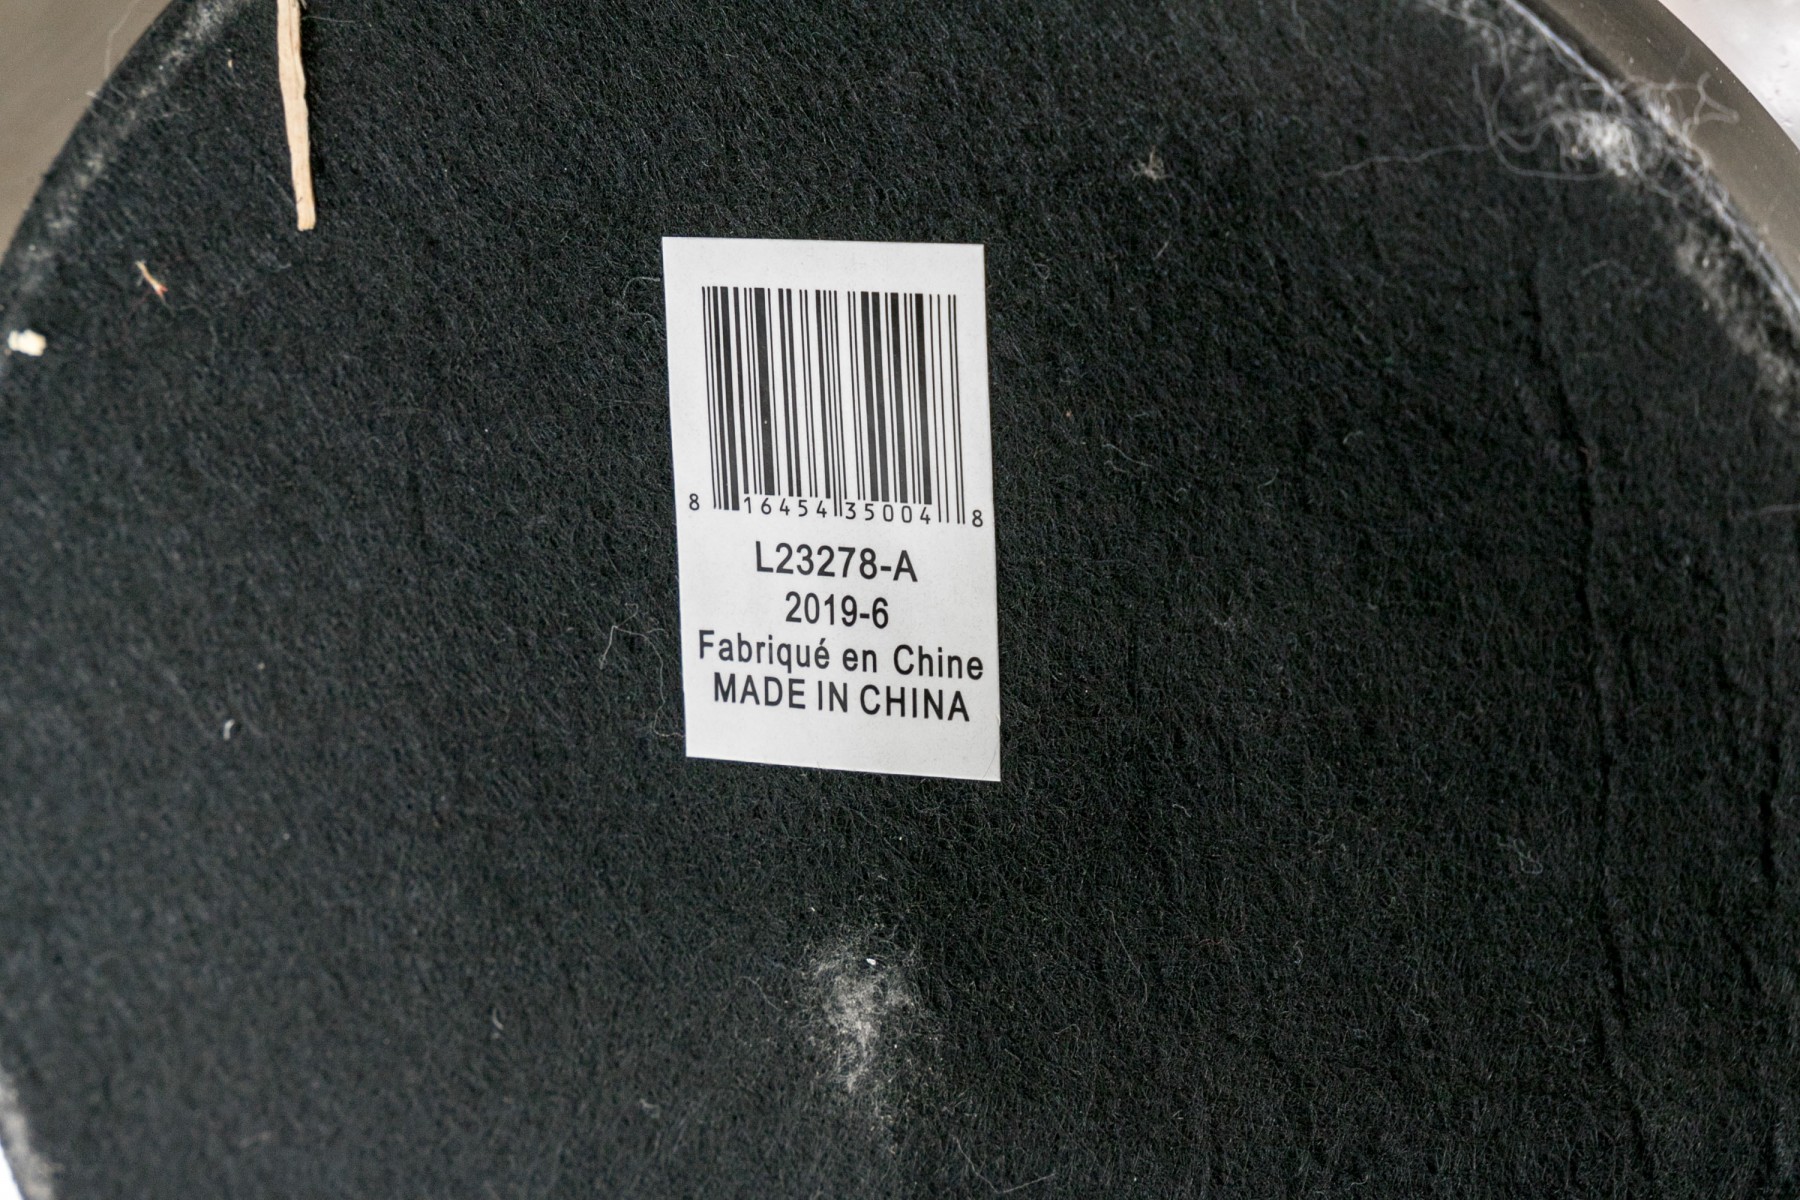 8 16454 35004 8
L23278-A
2019-6
Fabriqué en Chine
MADE IN CHINA